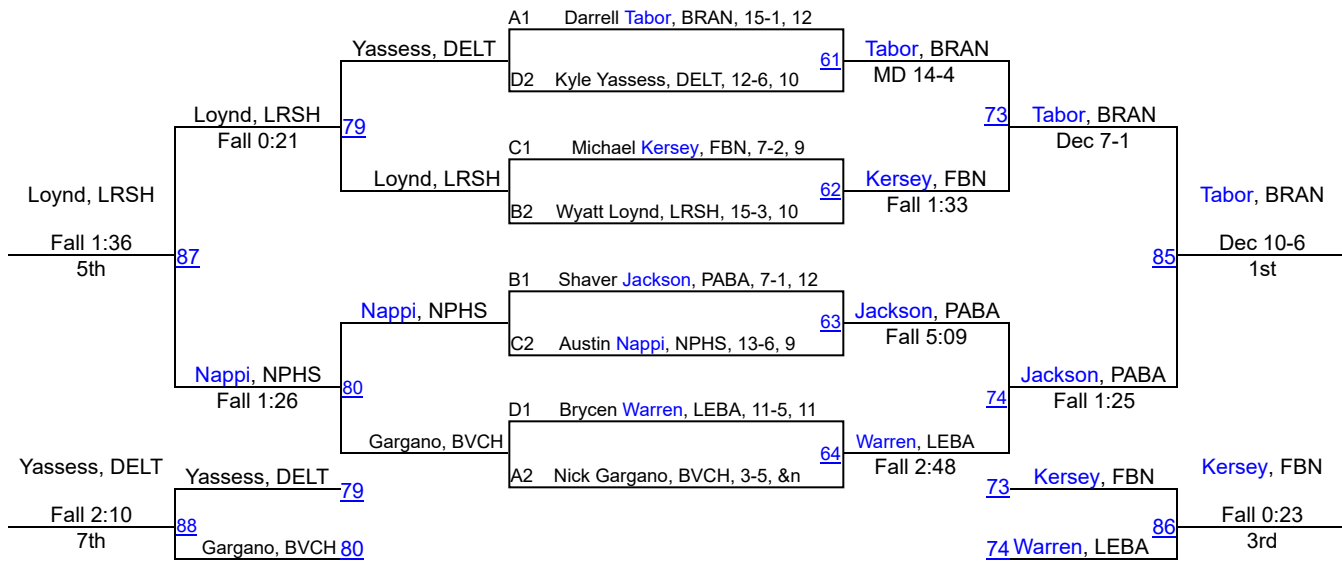 A1 Darrell Tabor, BRAN, 15-1, 12
Yassess, DELT
61
Tabor, BRAN
D2 Kyle Yassess, DELT, 12-6, 10
MD 14-4
Loynd, LRSH
79
Fall 0:21
73
Tabor, BRAN
Dec 7-1
C1 Michael Kersey, FBN, 7-2, 9
Loynd, LRSH
62
Kersey, FBN
B2 Wyatt Loynd, LRSH, 15-3, 10
Fall 1:33
Loynd, LRSH
Fall 1:36
5th
87
Tabor, BRAN
85
Dec 10-6
1st
B1 Shaver Jackson, PABA, 7-1, 12
Nappi, NPHS
63
Jackson, PABA
C2 Austin Nappi, NPHS, 13-6, 9
Fall 5:09
Nappi, NPHS
80
Fall 1:26
74
Jackson, PABA
Fall 1:25
D1 Brycen Warren, LEBA, 11-5, 11
Gargano, BVCH
64
Warren, LEBA
A2 Nick Gargano, BVCH, 3-5, &n
Fall 2:48
Yassess, DELT
Yassess, DELT
79
Fall 2:10
7th
88
Gargano, BVCH 80
73
Kersey, FBN
Kersey, FBN
86
Fall 0:23
3rd
74 Warren, LEBA